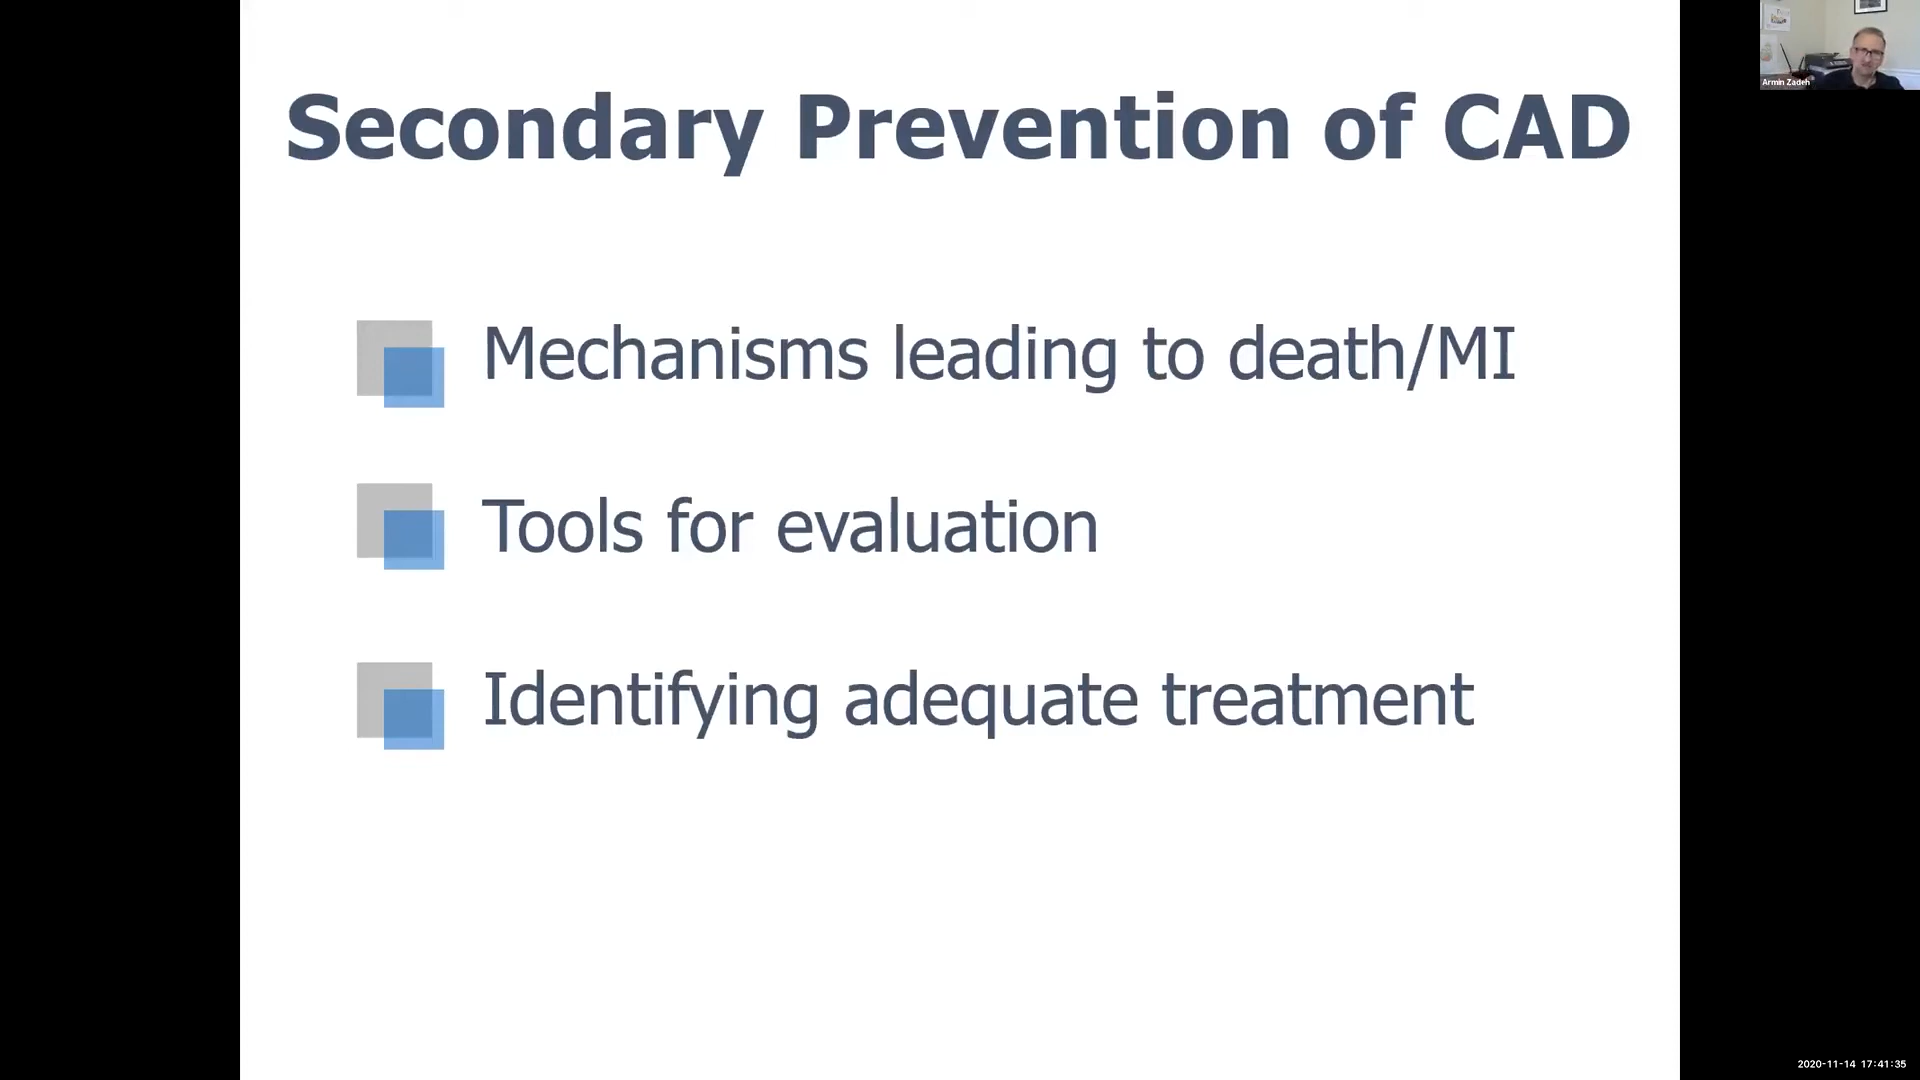 Secondary Prevention of CAD
Mechanisms leading to death/MI
Tools for evaluation
Identifying adequate treatment
Armin Zadeh
2020-11-14 17:41:35